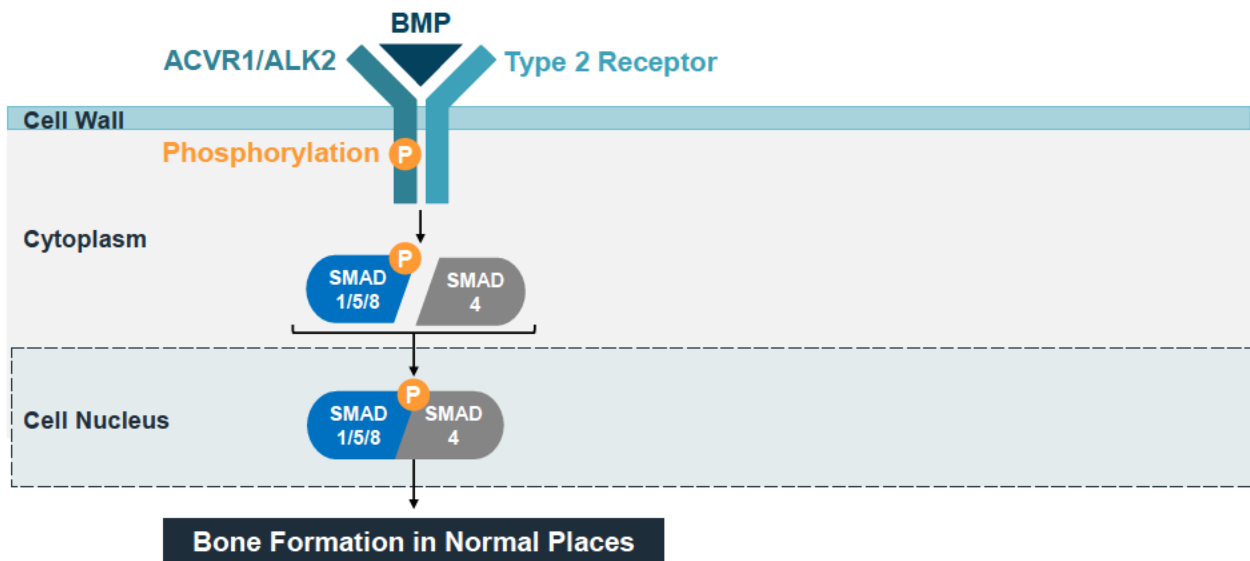 BMP
ACVR1/ALK2
Type 2 Receptor
Cell Wall
Phosphorylation
P
Cytoplasm
P
SMAD
1/5/8
SMAD
4
P
Cell Nucleus
SMAD
1/5/8
SMAD
4
Bone Formation in Normal Places